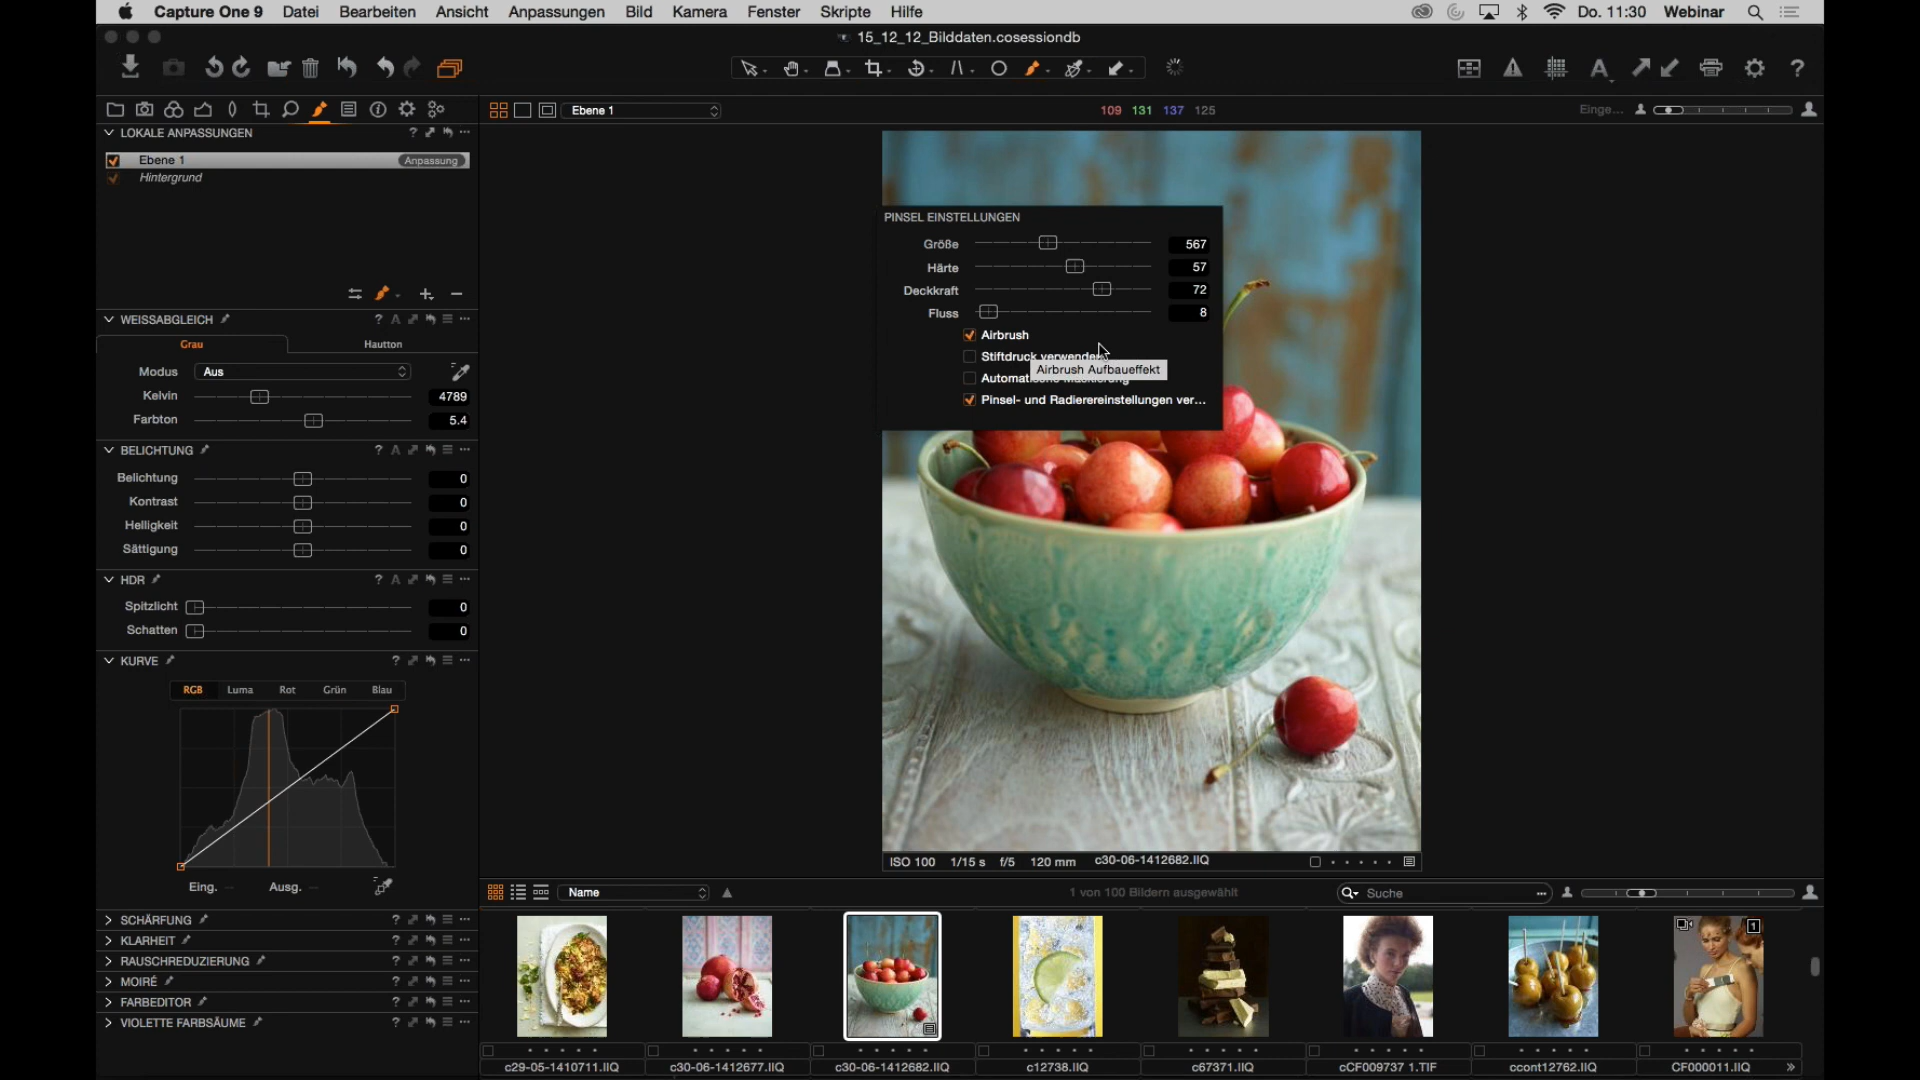 Capture One 9 Datei Bearbeiten Ansicht Anpassungen Bild Kamera Fenster Skripte Hilfe Do. 11:30 Webinar
15_12_12_Bilddaten.cosessiondb
Ebene 1 109 131 137 125 Einge...
LOKALE ANPASSUNGEN
Ebene 1 Anpassung
Hintergrund
WEISSABGLEICH
Grau Hautton
Modus Aus
Kelvin 4789
Farbton 5.4
BELICHTUNG
Belichtung 0
Kontrast 0
Helligkeit 0
Sättigung 0
HDR
Spitzlicht 0
Schatten 0
KURVE
RGB Luma Rot Grün Blau
Eing. -- Ausg. --
SCHÄRFUNG
KLARHEIT
RAUSCHREDUZIERUNG
MOIRÉ
FARBEDITOR
VIOLETTE FARBSÄUME
PINSEL EINSTELLUNGEN
Größe 567
Härte 57
Deckkraft 72
Fluss 8
Airbrush
Stiftdruck verwenden
Airbrush Aufbaueffekt
Pinsel- und Radierereinstellungen ver...
ISO 100 1/15 s f/5 120 mm c30-06-1412682.IIQ
Name 1 von 100 Bildern ausgewählt Suche
1
c29-05-1410711.IIQ c30-06-1412677.IIQ c30-06-1412682.IIQ c12738.IIQ c67371.IIQ cCF009737 1.TIF ccont12762.IIQ CF000011.IIQ